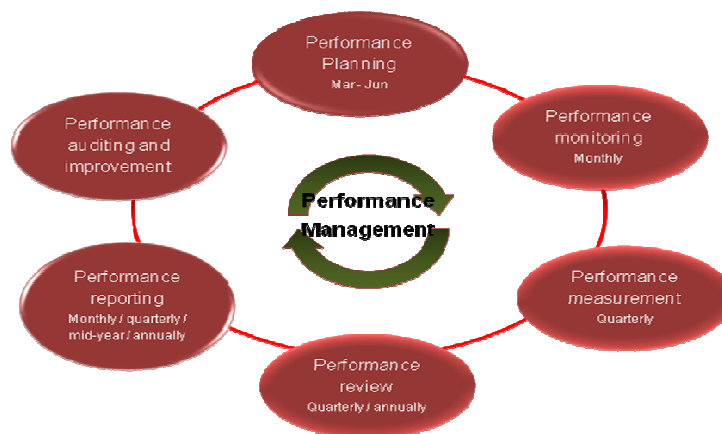 Performance
Planning
Mar- Jun
Performance
monitoring
Monthly
Performance
measurement
Quarterly
Performance
review
Quarterly / annually
Performance
reporting
Monthly / quarterly /
mid-year / annually
Performance
auditing and
improvement
Performance
Management